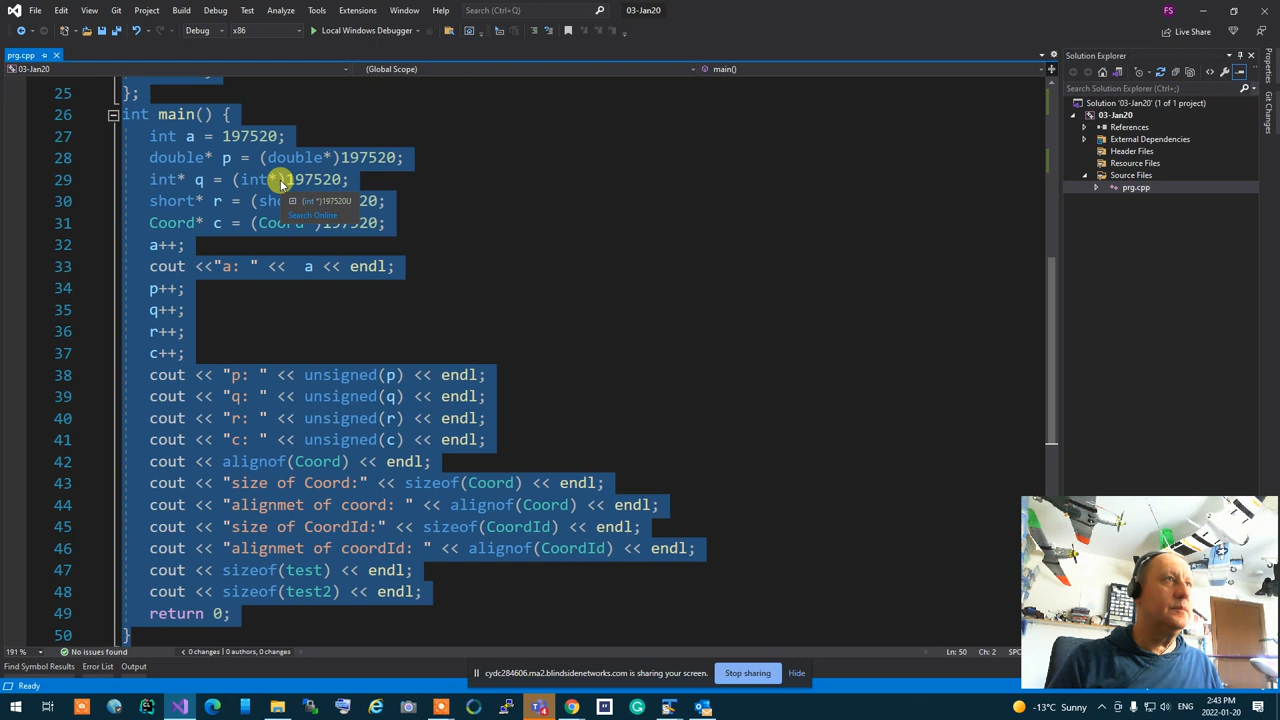 File Edit View Git Project Build Debug Test Analyze Tools Extensions Window Help Search (Ctrl+Q) 03-Jan20 FS
Debug x86 Local Windows Debugger Live Share
prg.cpp
03-Jan20 (Global Scope) main()
25 };
26 int main() {
27 int a = 197520;
28 double* p = (double*)197520;
29 int* q = (int*)197520;
(int *)197520U
Search Online
30 short* r = (sho 20;
31 Coord* c = (Coord*)197520;
32 a++;
33 cout <<"a: " << a << endl;
34 p++;
35 q++;
36 r++;
37 c++;
38 cout << "p: " << unsigned(p) << endl;
39 cout << "q: " << unsigned(q) << endl;
40 cout << "r: " << unsigned(r) << endl;
41 cout << "c: " << unsigned(c) << endl;
42 cout << alignof(Coord) << endl;
43 cout << "size of Coord:" << sizeof(Coord) << endl;
44 cout << "alignmet of coord: " << alignof(Coord) << endl;
45 cout << "size of CoordId:" << sizeof(CoordId) << endl;
46 cout << "alignmet of coordId: " << alignof(CoordId) << endl;
47 cout << sizeof(test) << endl;
48 cout << sizeof(test2) << endl;
49 return 0;
50 }
191 % No issues found 0 changes | 0 authors, 0 changes Ln: 50 Ch: 2 SPC
Find Symbol Results Error List Output
Ready
Solution Explorer
Search Solution Explorer (Ctrl+;)
Solution '03-Jan20' (1 of 1 project)
03-Jan20
References
External Dependencies
Header Files
Resource Files
Source Files
prg.cpp
Properties
Git Changes
cydc284606.rna2.blindsidenetworks.com is sharing your screen. Stop sharing Hide
-13°C Sunny
2:43 PM
2022-01-20